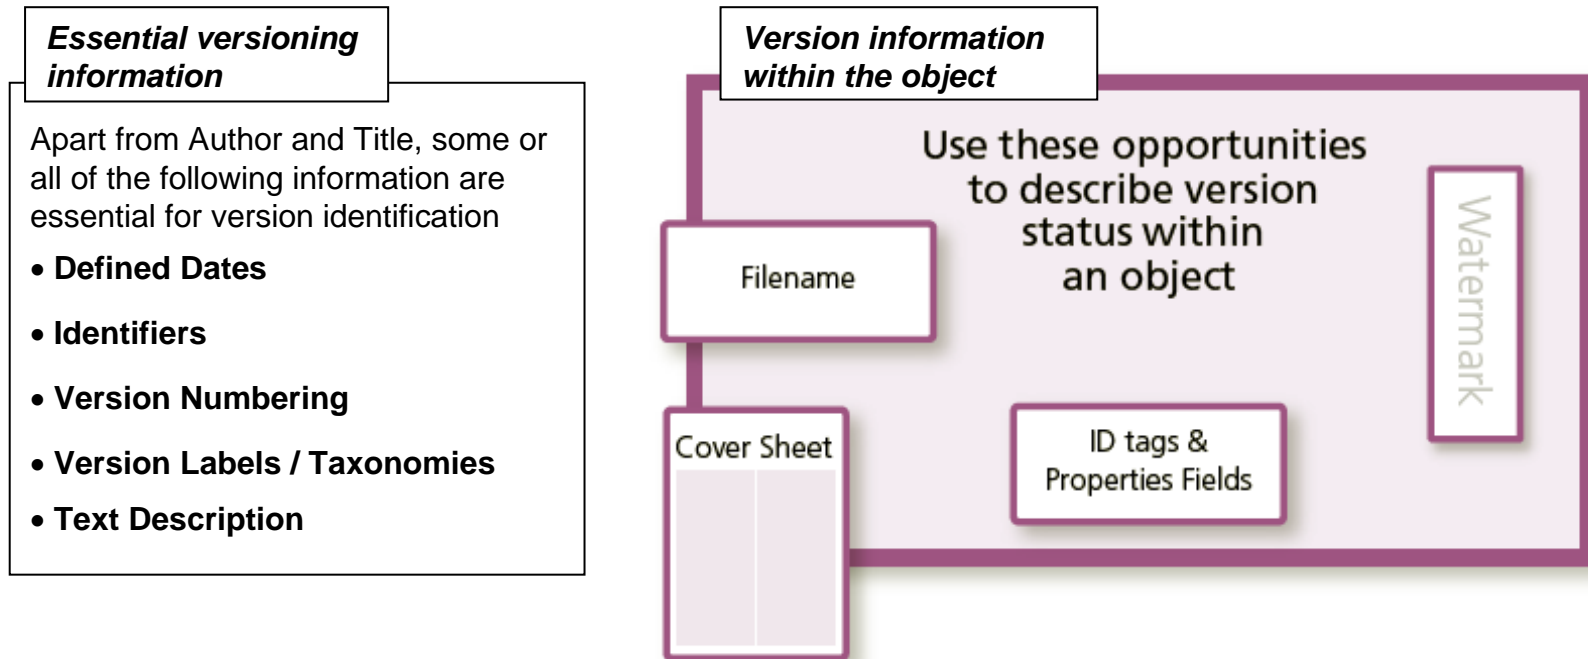 Essential versioning
information
Apart from Author and Title, some or
all of the following information are
essential for version identification
• Defined Dates
• Identifiers
• Version Numbering
• Version Labels / Taxonomies
• Text Description
Version information
within the object
Use these opportunities
to describe version
status within
an object
Filename
Watermark
Cover Sheet
ID tags &
Properties Fields